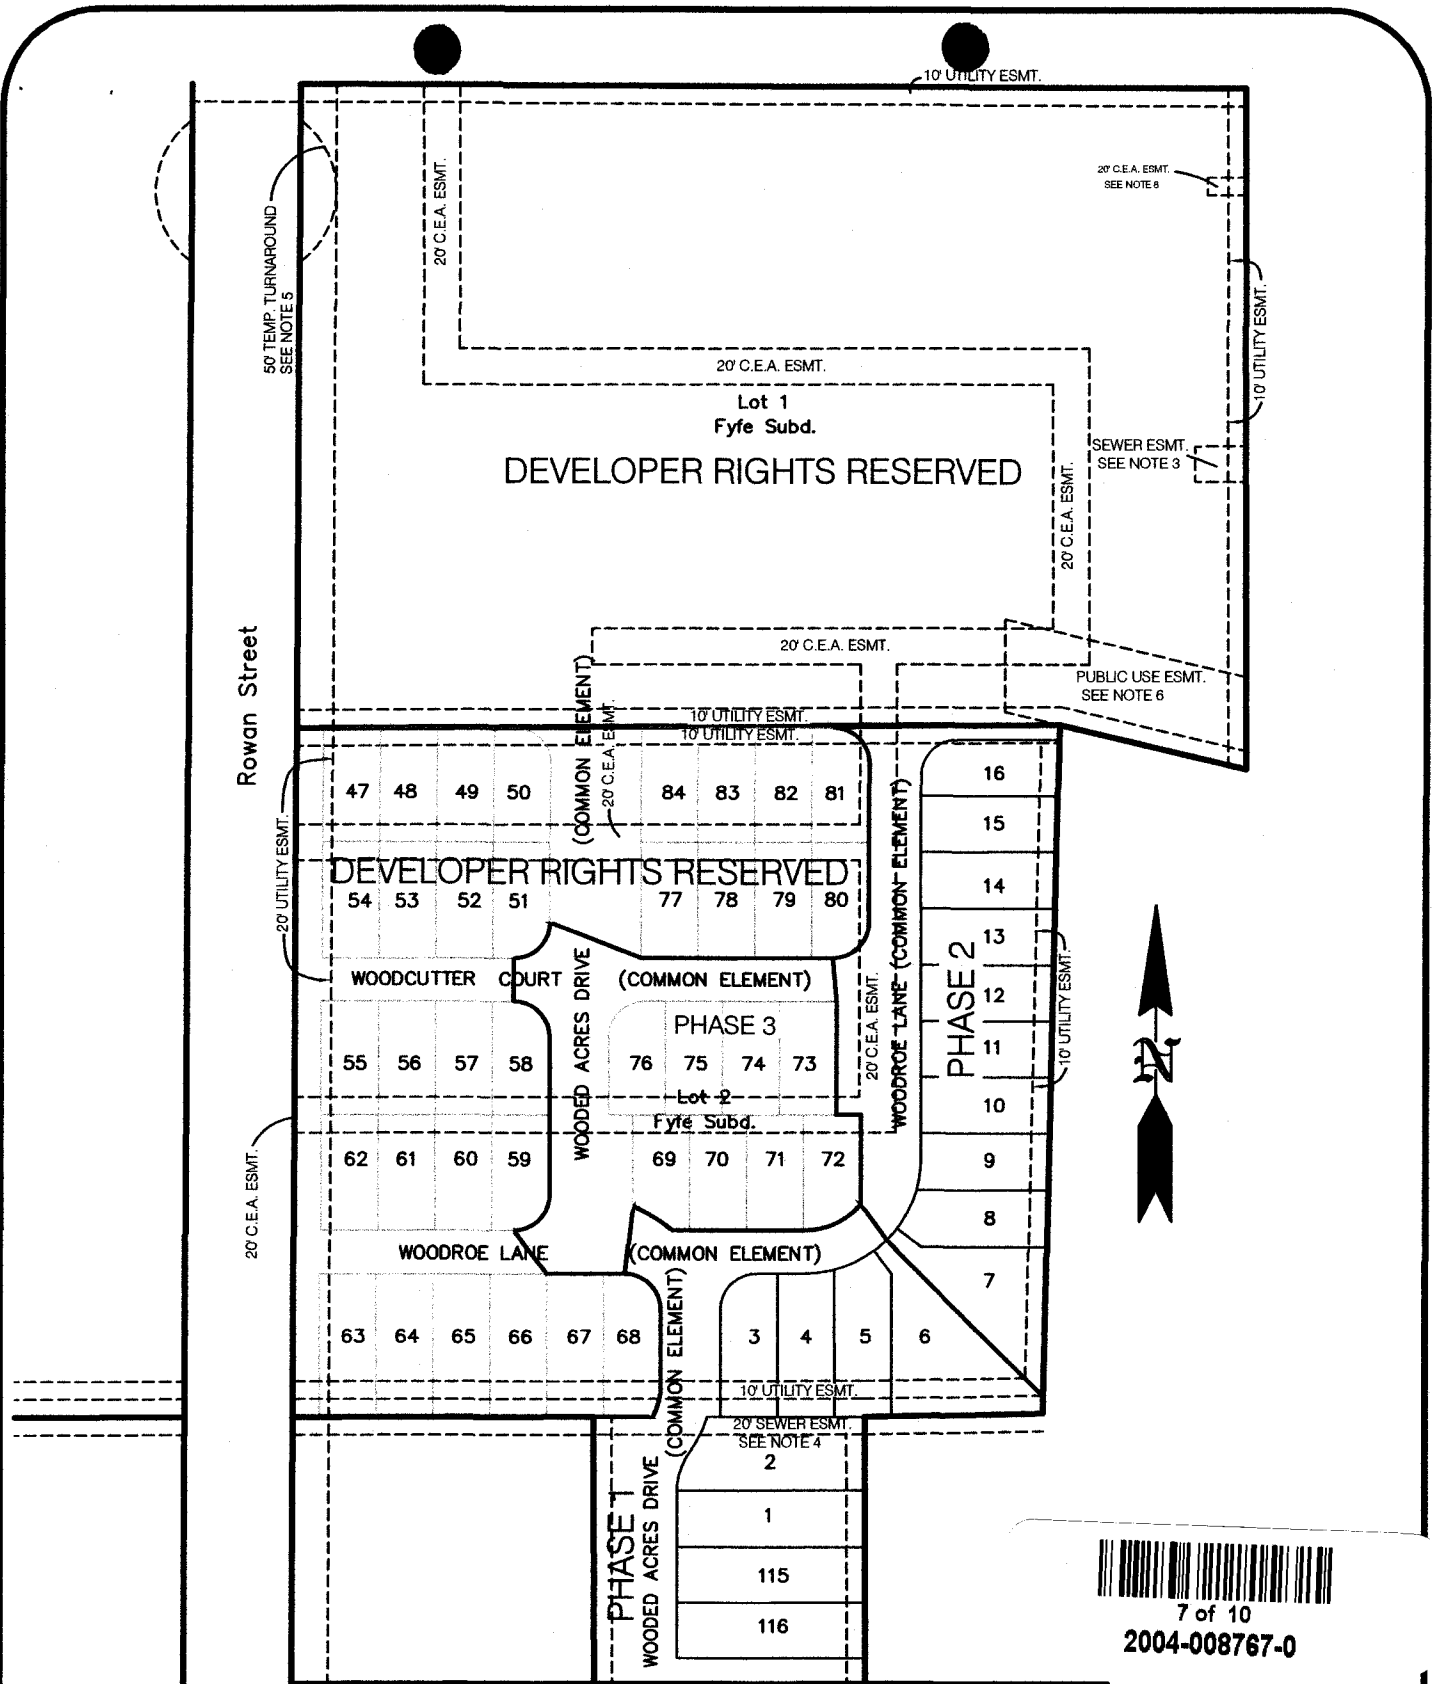 10' UTILITY ESMT.
20' C.E.A. ESMT.
SEE NOTE 8
20' C.E.A. ESMT.
50' TEMP. TURNAROUND
SEE NOTE 5
10' UTILITY ESMT.
20' C.E.A. ESMT.
Lot 1
Fyfe Subd.
DEVELOPER RIGHTS RESERVED
SEWER ESMT.
SEE NOTE 3
20' C.E.A. ESMT.
Rowan Street
20' C.E.A. ESMT.
PUBLIC USE ESMT.
SEE NOTE 6
(COMMON ELEMENT)
20' C.E.A. ESMT.
10' UTILITY ESMT.
10' UTILITY ESMT.
47 48 49 50 84 83 82 81
16
15
20' UTILITY ESMT.
DEVELOPER RIGHTS RESERVED
14
54 53 52 51 77 78 79 80
13
WOODCUTTER COURT (COMMON ELEMENT)
WOODED ACRES DRIVE
20' C.E.A. ESMT.
WOODROE LANE (COMMON ELEMENT)
PHASE 2
10' UTILITY ESMT.
12
PHASE 3
11
55 56 57 58 76 75 74 73
N
Lot 2
Fyfe Subd.
10
62 61 60 59 69 70 71 72
9
20' C.E.A. ESMT.
8
WOODROE LANE (COMMON ELEMENT)
7
(COMMON ELEMENT)
63 64 65 66 67 68 3 4 5 6
10' UTILITY ESMT.
20' SEWER ESMT.
SEE NOTE 4
2
PHASE 1
WOODED ACRES DRIVE
1
115
116
7 of 10
2004-008767-0